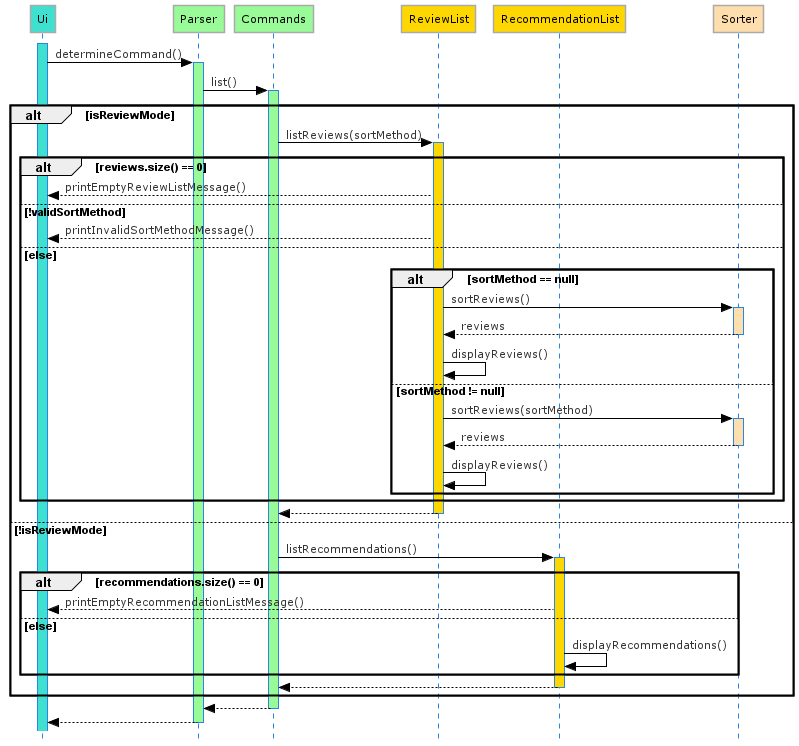 Ui Parser Commands ReviewList RecommendationList Sorter
determineCommand()
list()
alt [isReviewMode]
listReviews(sortMethod)
alt [reviews.size() == 0]
printEmptyReviewListMessage()
[!validSortMethod]
printInvalidSortMethodMessage()
[else]
alt [sortMethod == null]
sortReviews()
reviews
displayReviews()
[sortMethod != null]
sortReviews(sortMethod)
reviews
displayReviews()
[!isReviewMode]
listRecommendations()
alt [recommendations.size() == 0]
printEmptyRecommendationListMessage()
[else]
displayRecommendations()